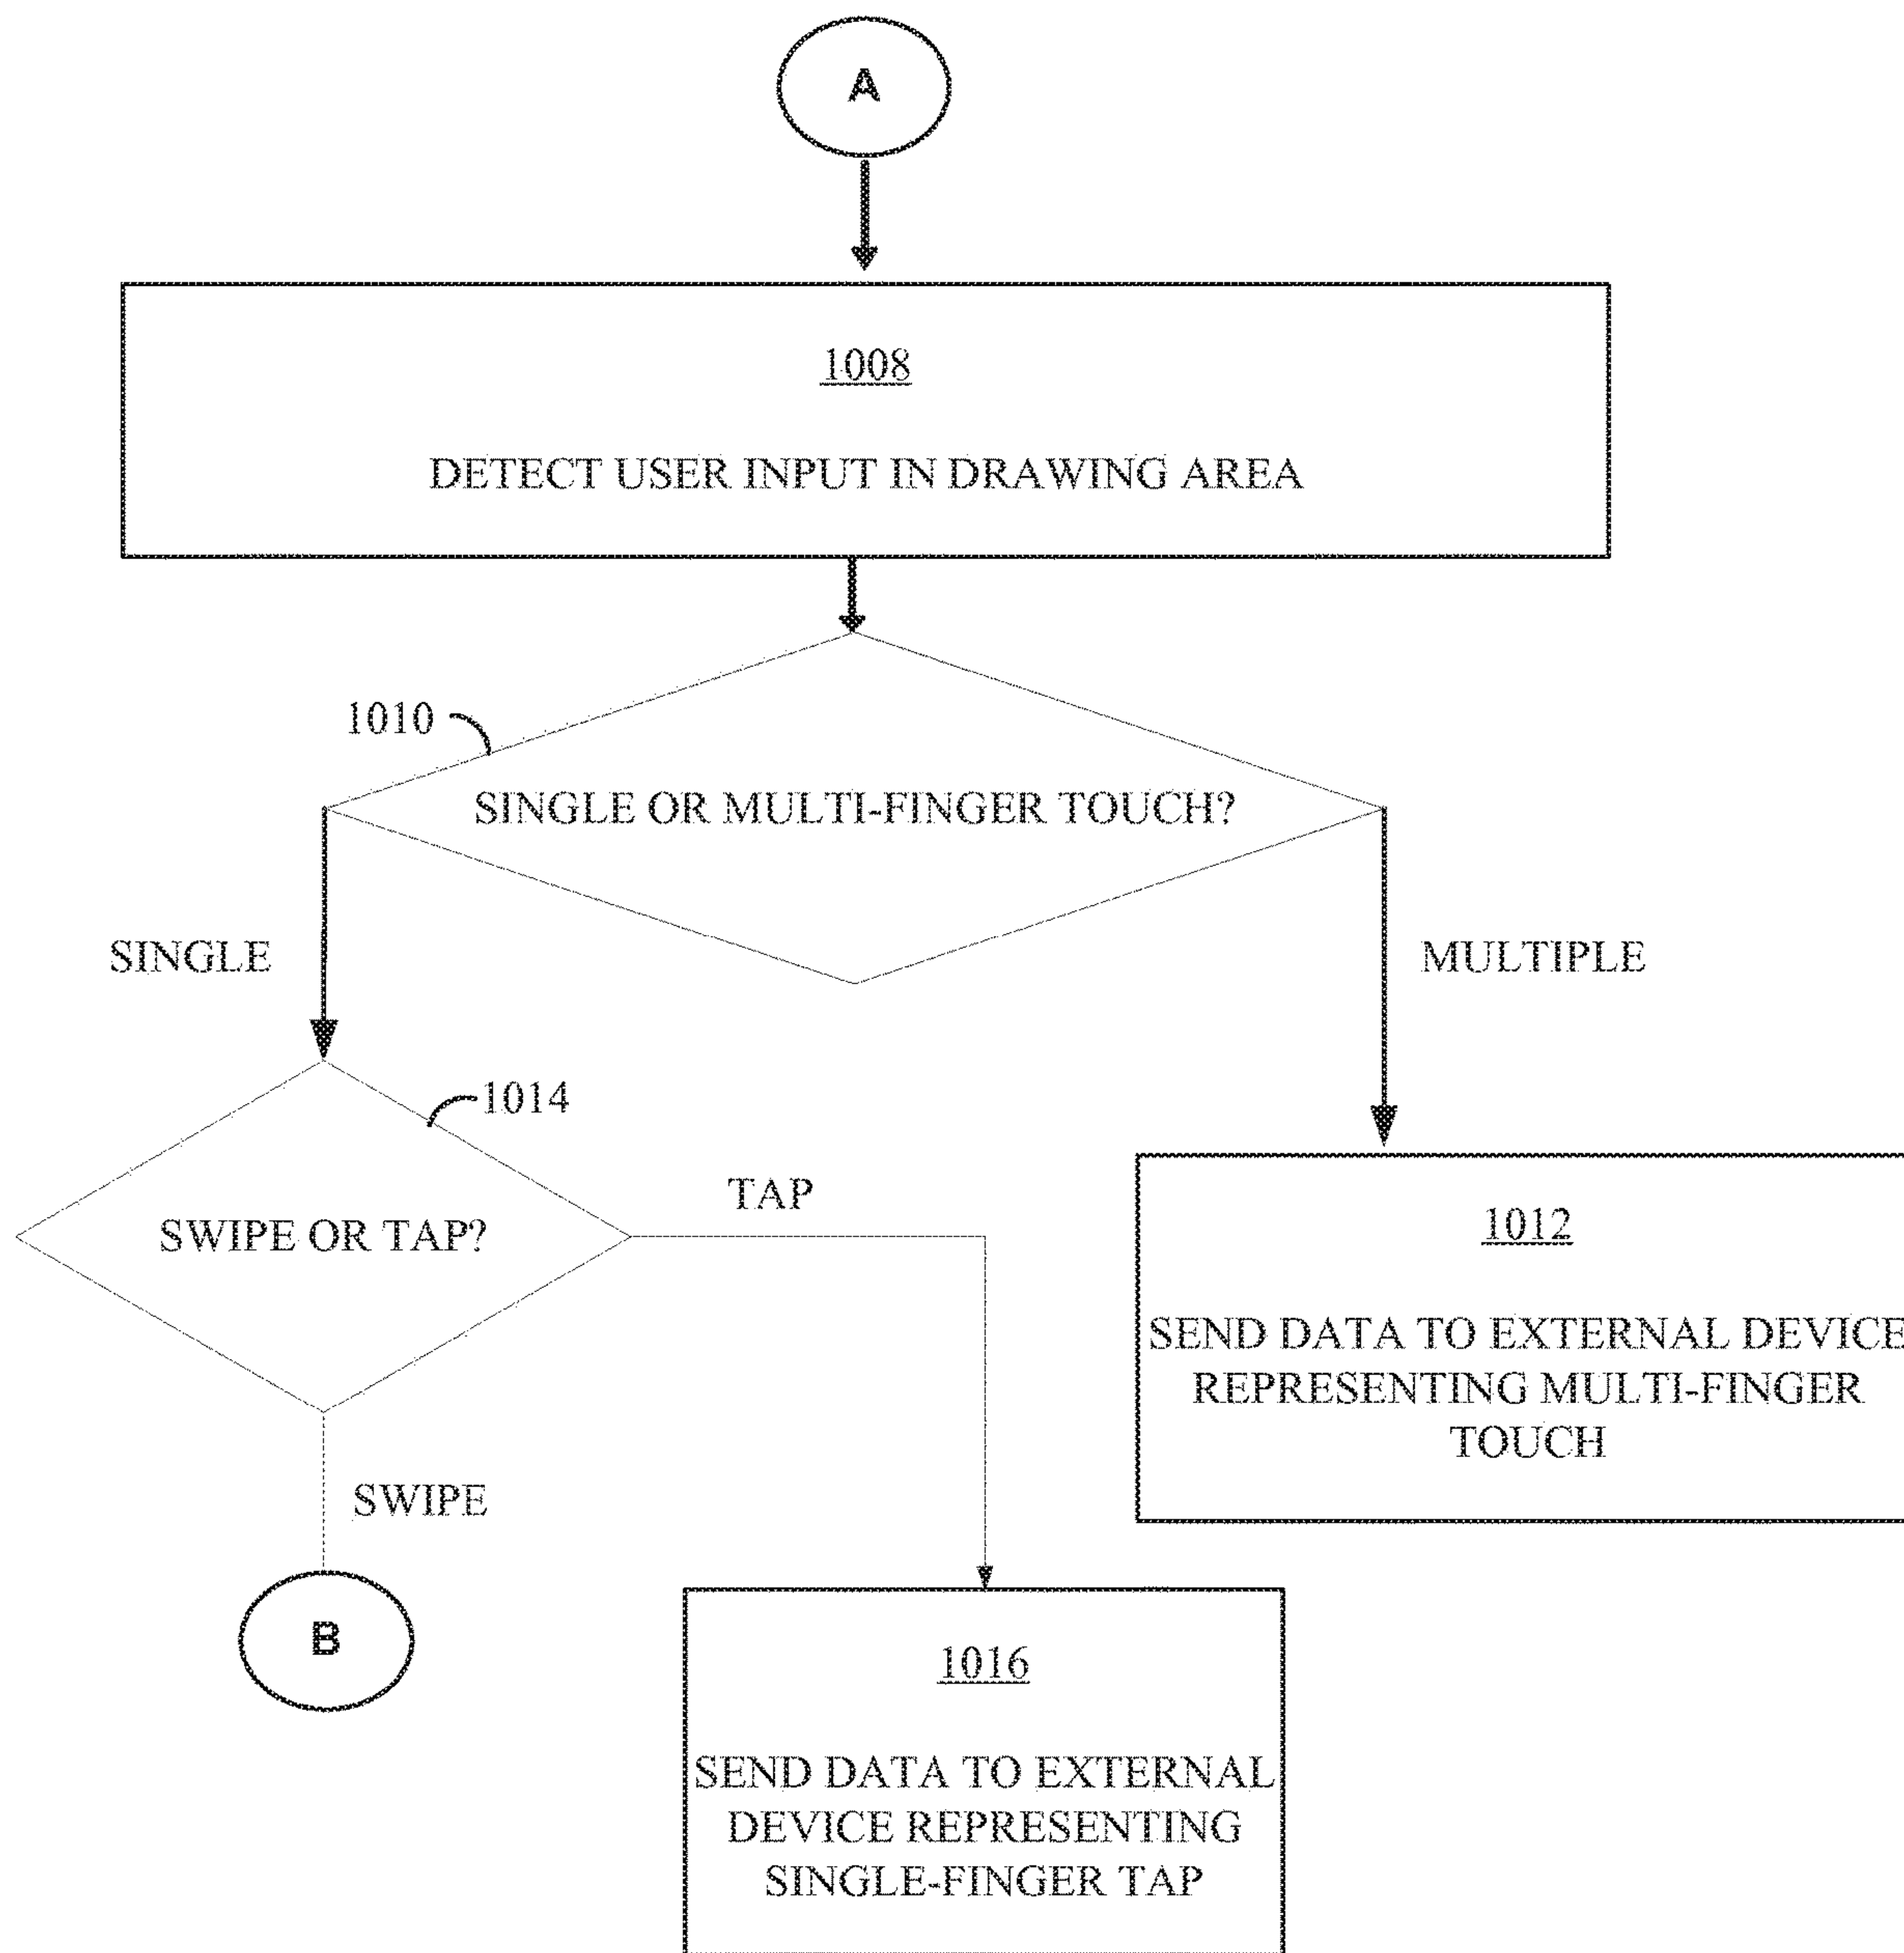 A
1008
DETECT USER INPUT IN DRAWING AREA
1010
SINGLE OR MULTI-FINGER TOUCH?
SINGLE
MULTIPLE
1014
SWIPE OR TAP?
TAP
1012
SEND DATA TO EXTERNAL DEVICE
REPRESENTING MULTI-FINGER
TOUCH
SWIPE
B
1016
SEND DATA TO EXTERNAL
DEVICE REPRESENTING
SINGLE-FINGER TAP